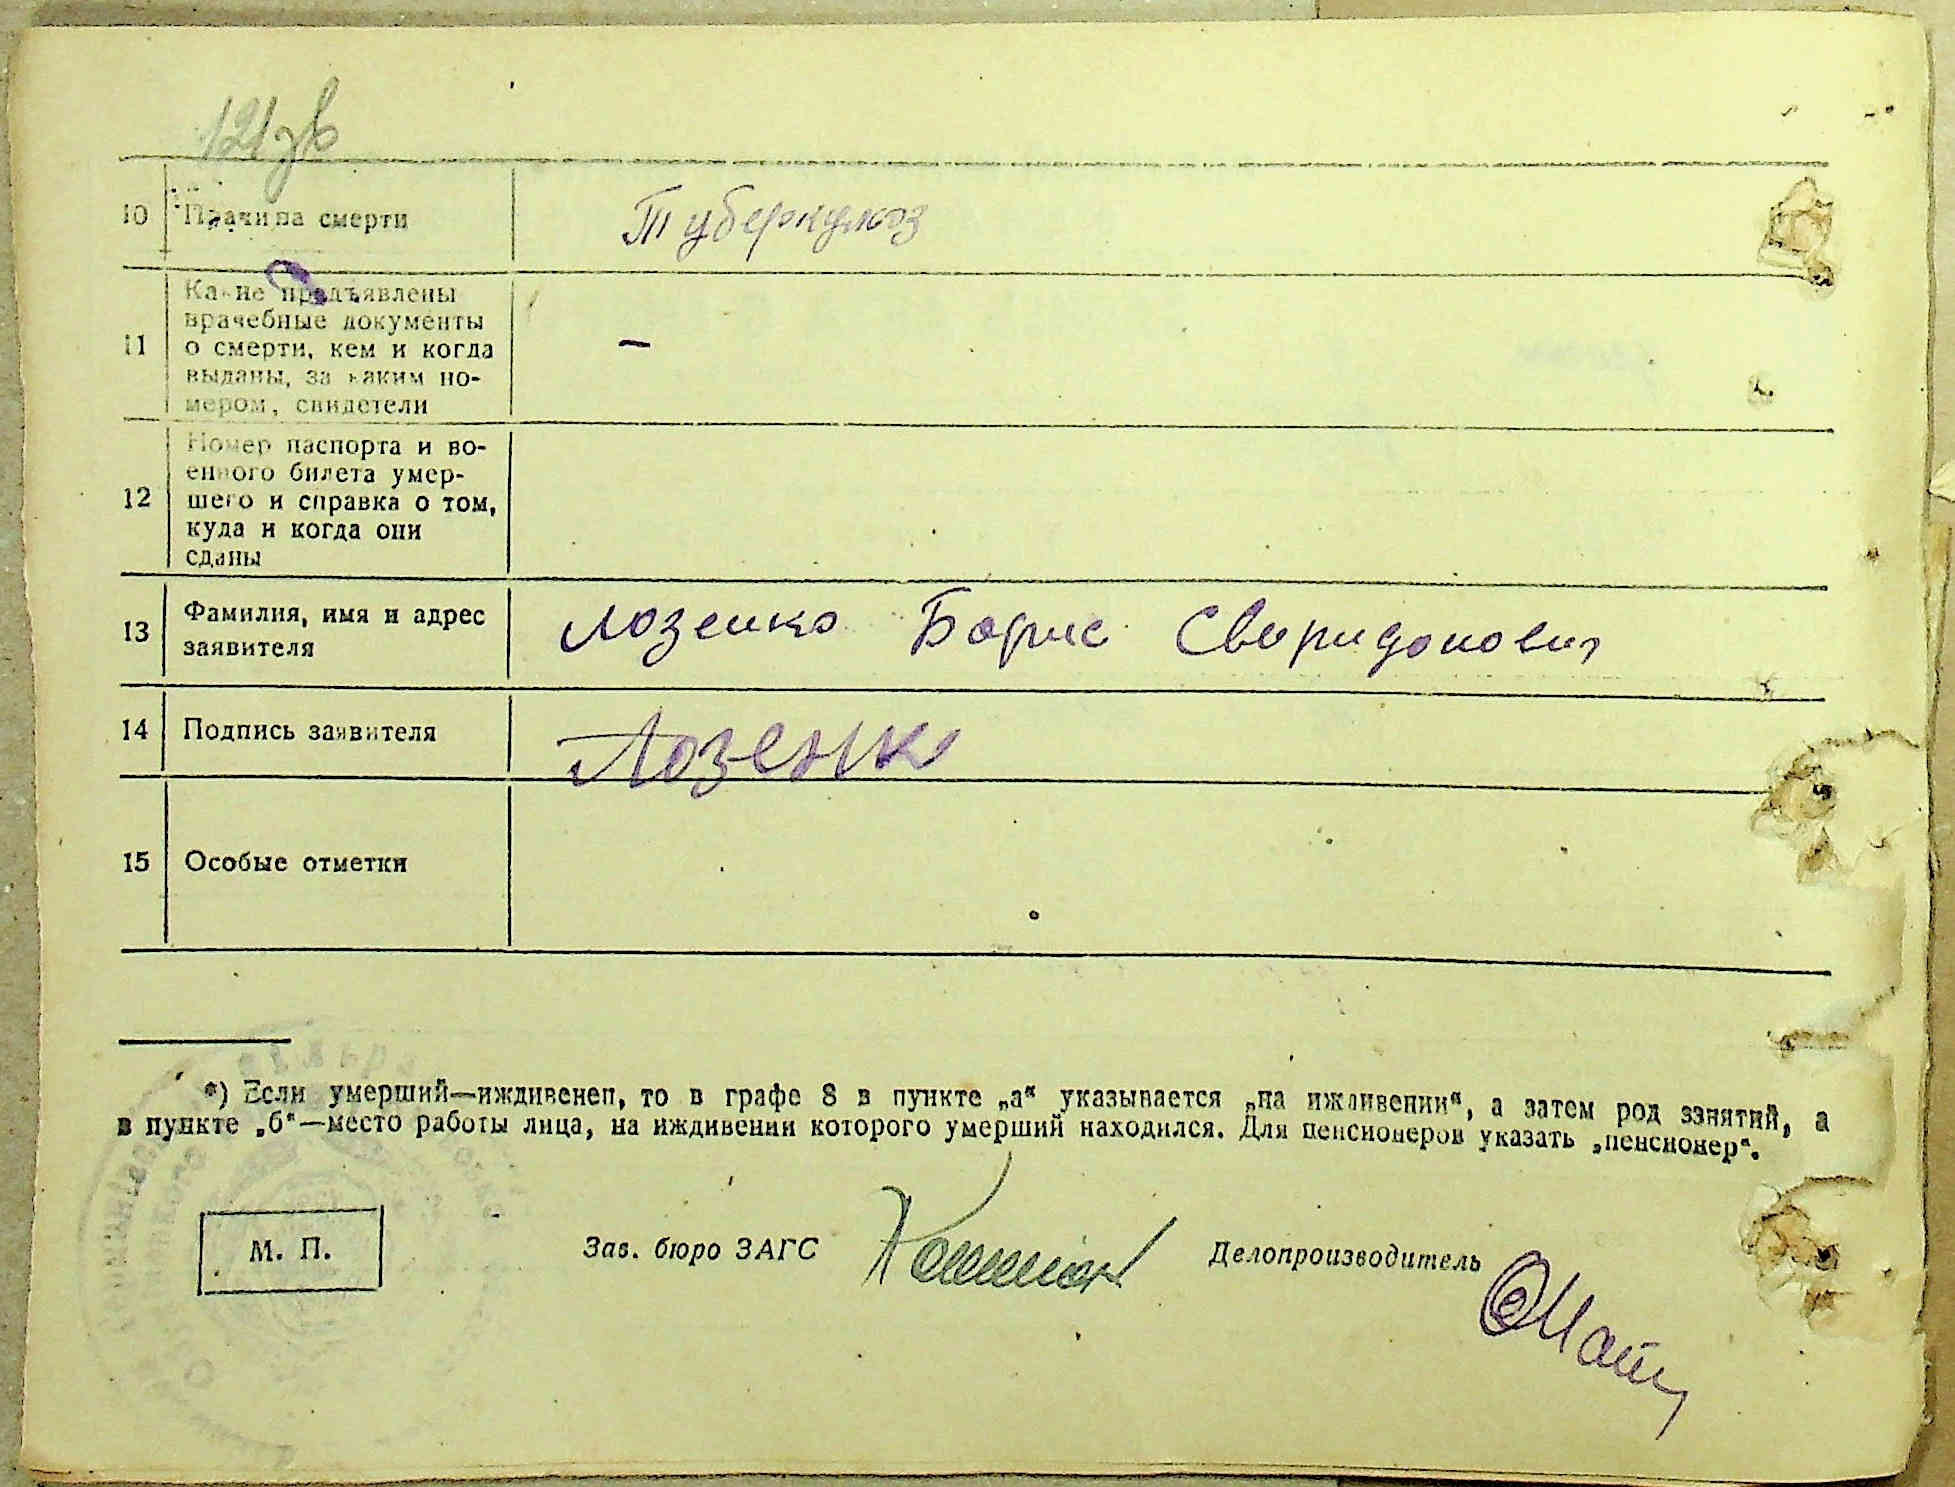 121 зв
10 Причина смерти Туберкулюз
11 Какие предъявлены
врачебные документы
о смерти, кем и когда
выданы, за каким но-
мером, свидетели
–
12 Номер паспорта и во-
енного билета умер-
шего и справка о том,
куда и когда они
сданы
13 Фамилия, имя и адрес
заявителя
Лозенко Борис Свиридонович
14 Подпись заявителя Лозенко
15 Особые отметки
*) Если умерший—иждивенец, то в графе 8 в пункте „а“ указывается „на иждивении“, а затем род занятий, а
в пункте „б“—место работы лица, на иждивении которого умерший находился. Для пенсионеров указать „пенсионер“.
М. П. Зав. бюро ЗАГС Делопроизводитель